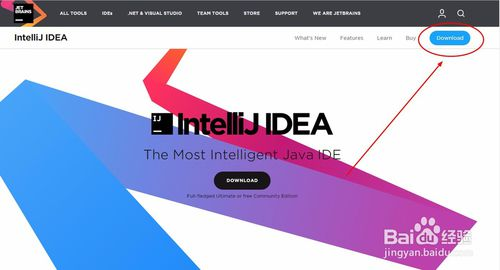 JET
BRAINS
ALL TOOLS IDEs .NET & VISUAL STUDIO TEAM TOOLS STORE SUPPORT WE ARE JETBRAINS
IntelliJ IDEA What's New Features Learn Buy Download
IJ IntelliJ IDEA
The Most Intelligent Java IDE
DOWNLOAD
Full-fledged Ultimate or free Community Edition
Bai du 经验
jingyan.baidu.com